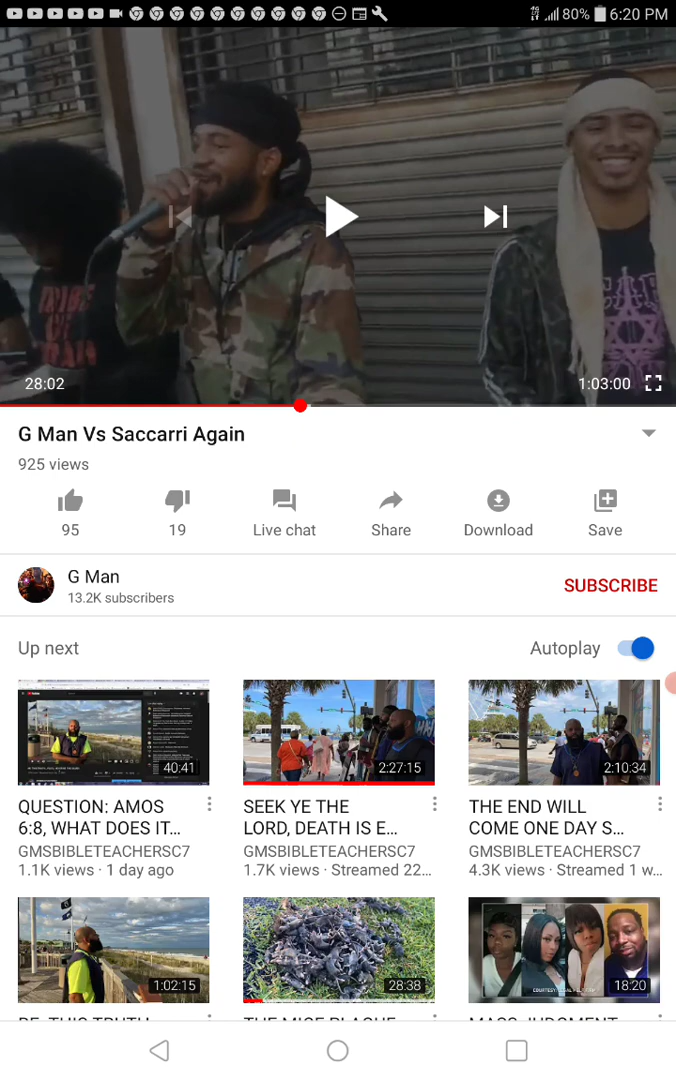 80% 6:20 PM
TRIBE
28:02
1:03:00
G Man Vs Saccarri Again
925 views
95
19
Live chat
Share
Download
Save
G Man
13.2K subscribers
SUBSCRIBE
Up next
Autoplay
40:41
2:27:15
2:10:34
QUESTION: AMOS
6:8, WHAT DOES IT...
GMSBIBLETEACHERSC7
1.1K views · 1 day ago
SEEK YE THE
LORD, DEATH IS E...
GMSBIBLETEACHERSC7
1.7K views · Streamed 22...
THE END WILL
COME ONE DAY S...
GMSBIBLETEACHERSC7
4.3K views · Streamed 1 w...
1:02:15
28:38
18:20